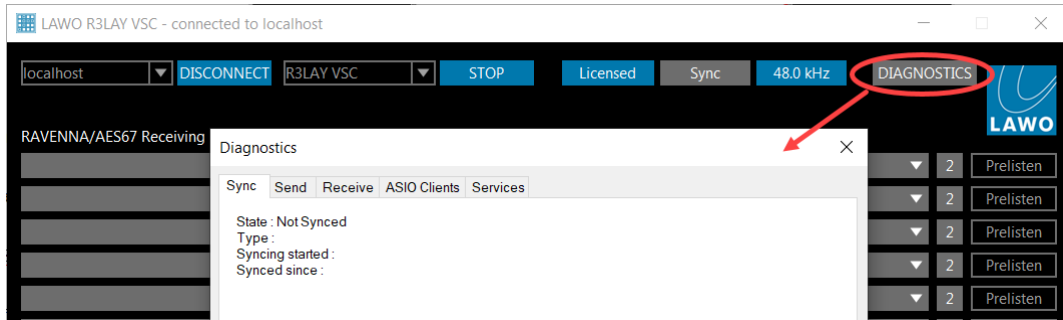 LAWO R3LAY VSC - connected to localhost
localhost DISCONNECT R3LAY VSC STOP Licensed Sync 48.0 kHz DIAGNOSTICS
LAWO
RAVENNA/AES67 Receiving
Diagnostics
Sync Send Receive ASIO Clients Services
State : Not Synced
Type :
Syncing started :
Synced since :
2 Prelisten
2 Prelisten
2 Prelisten
2 Prelisten
2 Prelisten